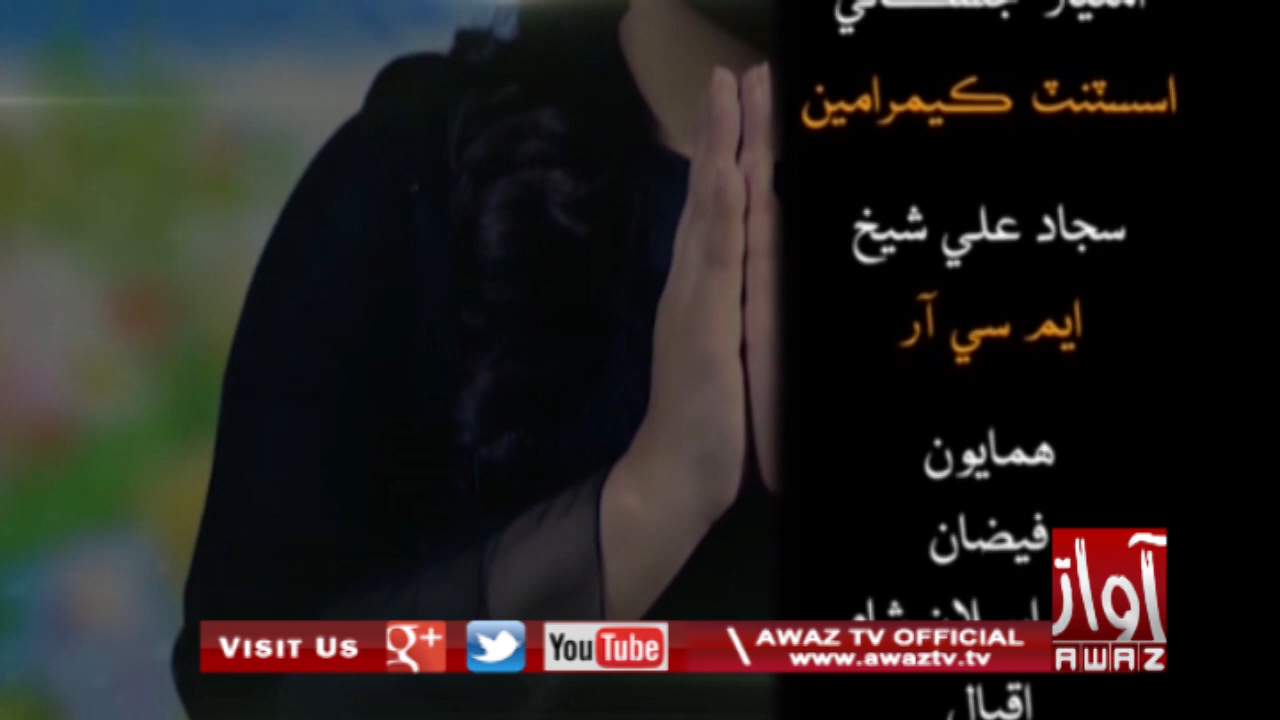 اسسٽنٽ ڪيمرامين
سجاد علي شيخ
ايم سي آر
همايون
فيضان
اقبال
VISIT US
g+
You Tube
\ AWAZ TV OFFICIAL
www.awaztv.tv
آواز
AWAZ